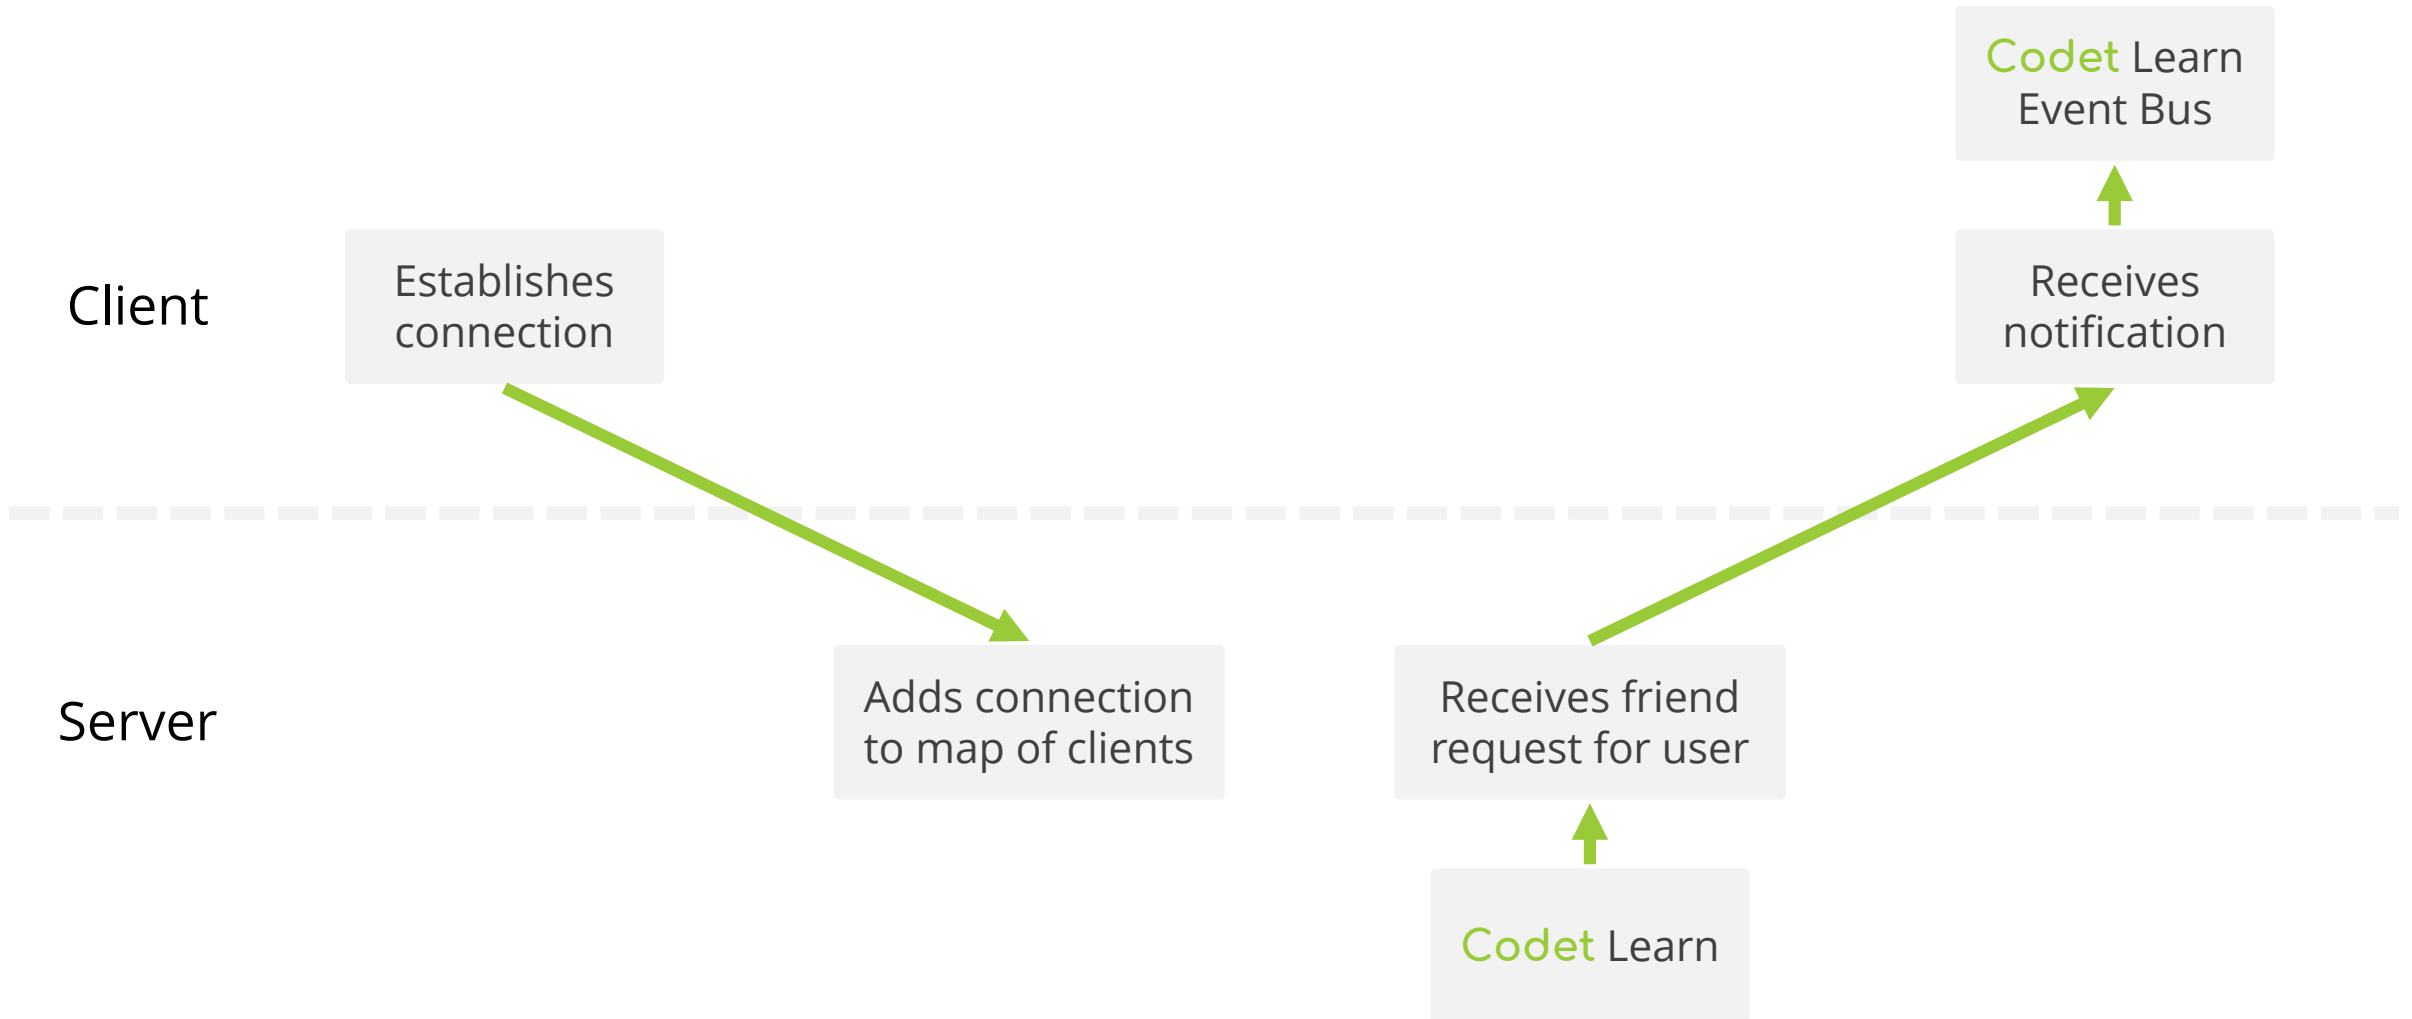 Codet Learn
Event Bus
Client
Establishes
connection
Receives
notification
Server
Adds connection
to map of clients
Receives friend
request for user
Codet Learn